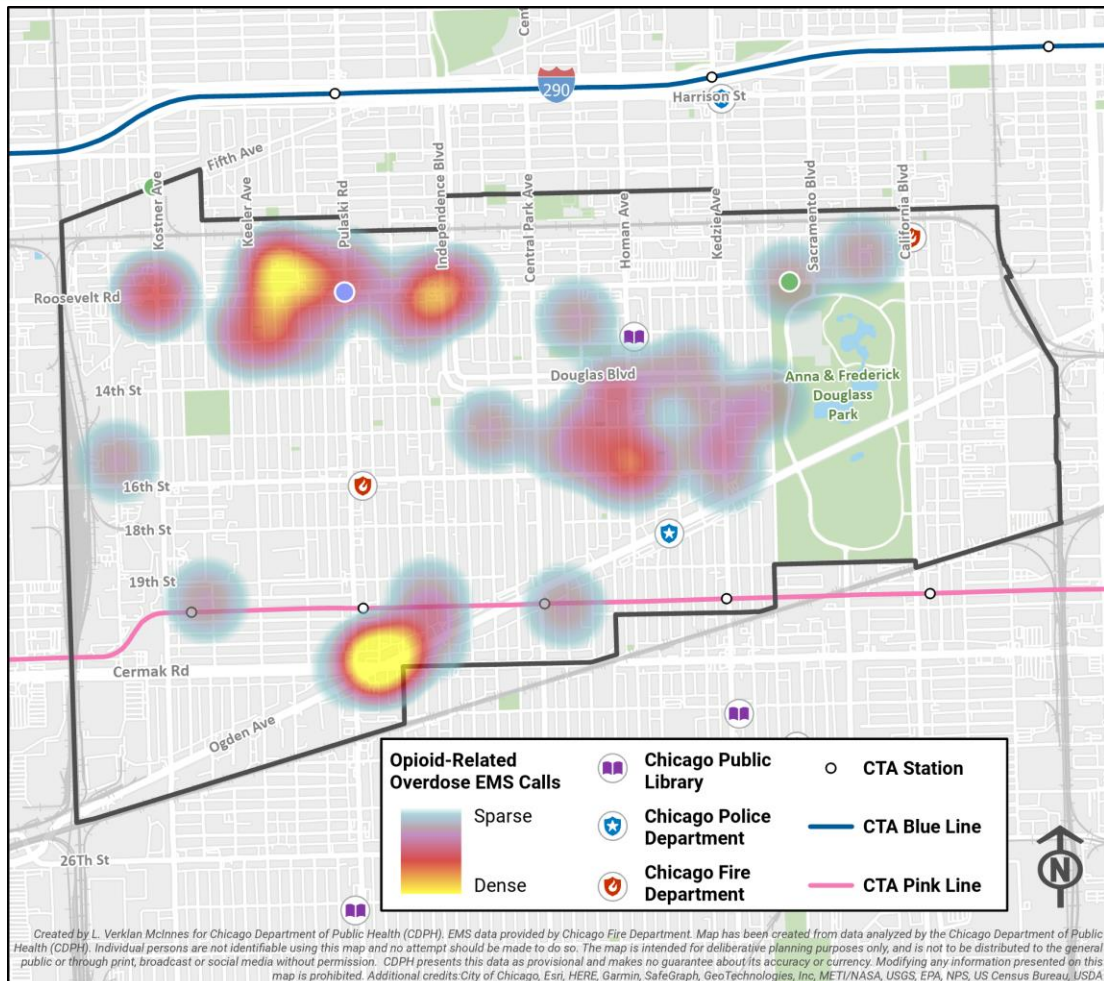 Cent
290
Harrison St
Fifth Ave
Kostner Ave
Keeler Ave
Pulaski Rd
Independence Blvd
Central Park Ave
Homan Ave
Kedzie Ave
Sacramento Blvd
California Blvd
Roosevelt Rd
14th St
Douglas Blvd
Anna & Frederick
Douglass
Park
16th St
18th St
19th St
Cermak Rd
Ogden Ave
26Th St
Opioid-Related
Overdose EMS Calls
Sparse
Dense
Chicago Public
Library
Chicago Police
Department
Chicago Fire
Department
CTA Station
CTA Blue Line
CTA Pink Line
N
Created by L. Verklan McInnes for Chicago Department of Public Health (CDPH). EMS data provided by Chicago Fire Department. Map has been created from data analyzed by the Chicago Department of Public
Health (CDPH). Individual persons are not identifiable using this map and no attempt should be made to do so. The map is intended for deliberative planning purposes only, and is not to be distributed to the general
public or through print, broadcast or social media without permission. CDPH presents this data as provisional and makes no guarantee about its accuracy or currency. Modifying any information presented on this
map is prohibited. Additional credits:City of Chicago, Esri, HERE, Garmin, SafeGraph, GeoTechnologies, Inc, METI/NASA, USGS, EPA, NPS, US Census Bureau, USDA